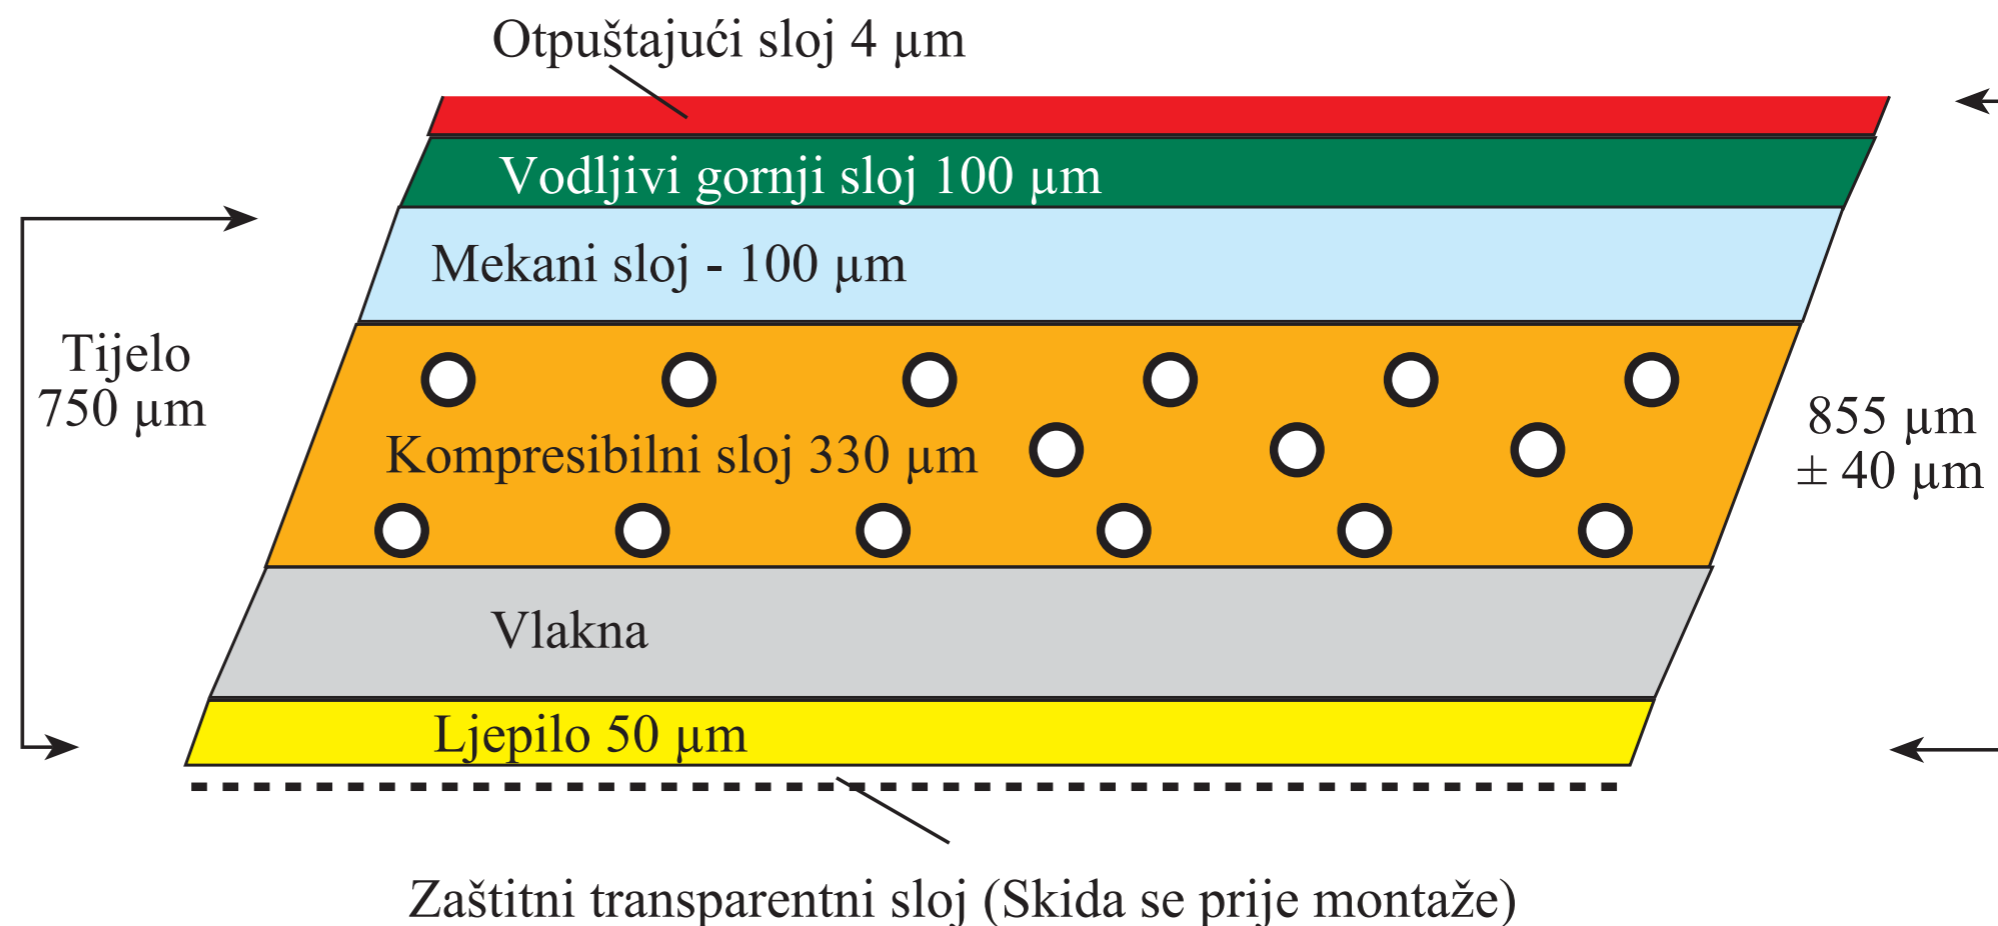 Otpuštajući sloj 4 µm
Vodljivi gornji sloj 100 µm
Mekani sloj - 100 µm
Tijelo
750 µm
Kompresibilni sloj 330 µm
855 µm
± 40 µm
Vlakna
Ljepilo 50 µm
Zaštitni transparentni sloj (Skida se prije montaže)